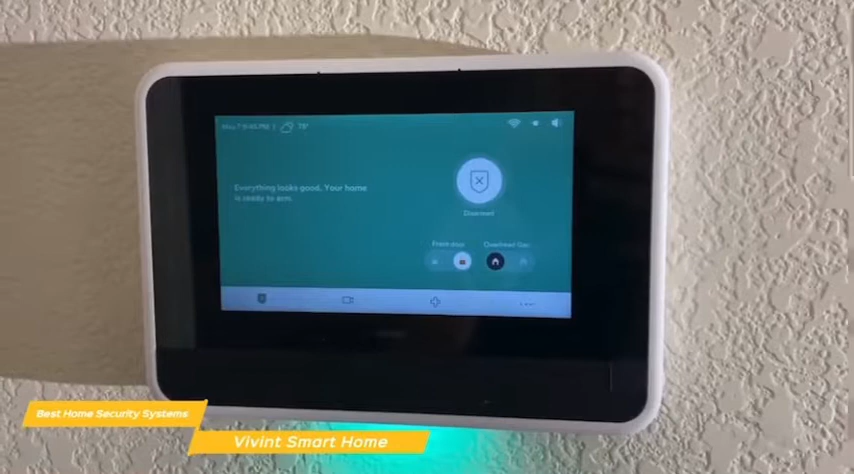 78°
Everything looks good. Your home
is ready to arm.
Disarmed
Front door
Best Home Security Systems
Vivint Smart Home